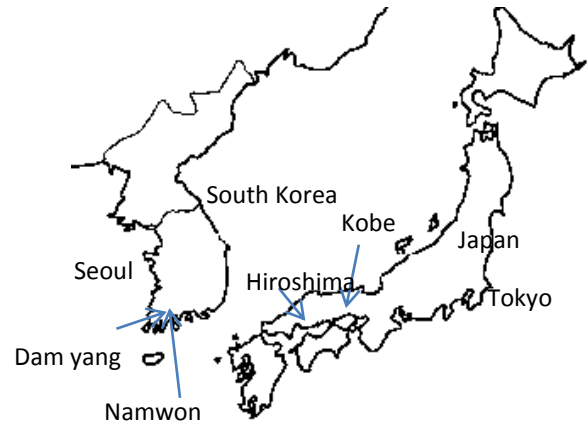 South Korea
Kobe
Japan
Seoul
Hiroshima
Tokyo
Dam yang
Namwon